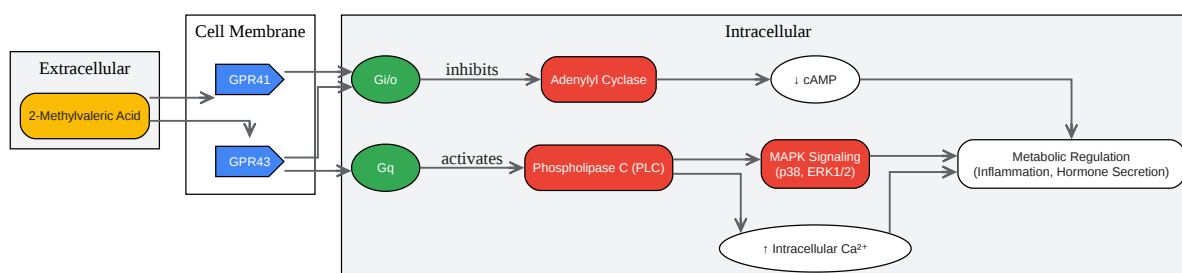 Extracellular
2-Methylvaleric Acid
Cell Membrane
GPR41
GPR43
Intracellular
Gi/o
inhibits
Adenylyl Cyclase
↓ cAMP
Gq
activates
Phospholipase C (PLC)
MAPK Signaling
(p38, ERK1/2)
↑ Intracellular Ca²⁺
Metabolic Regulation
(Inflammation, Hormone Secretion)